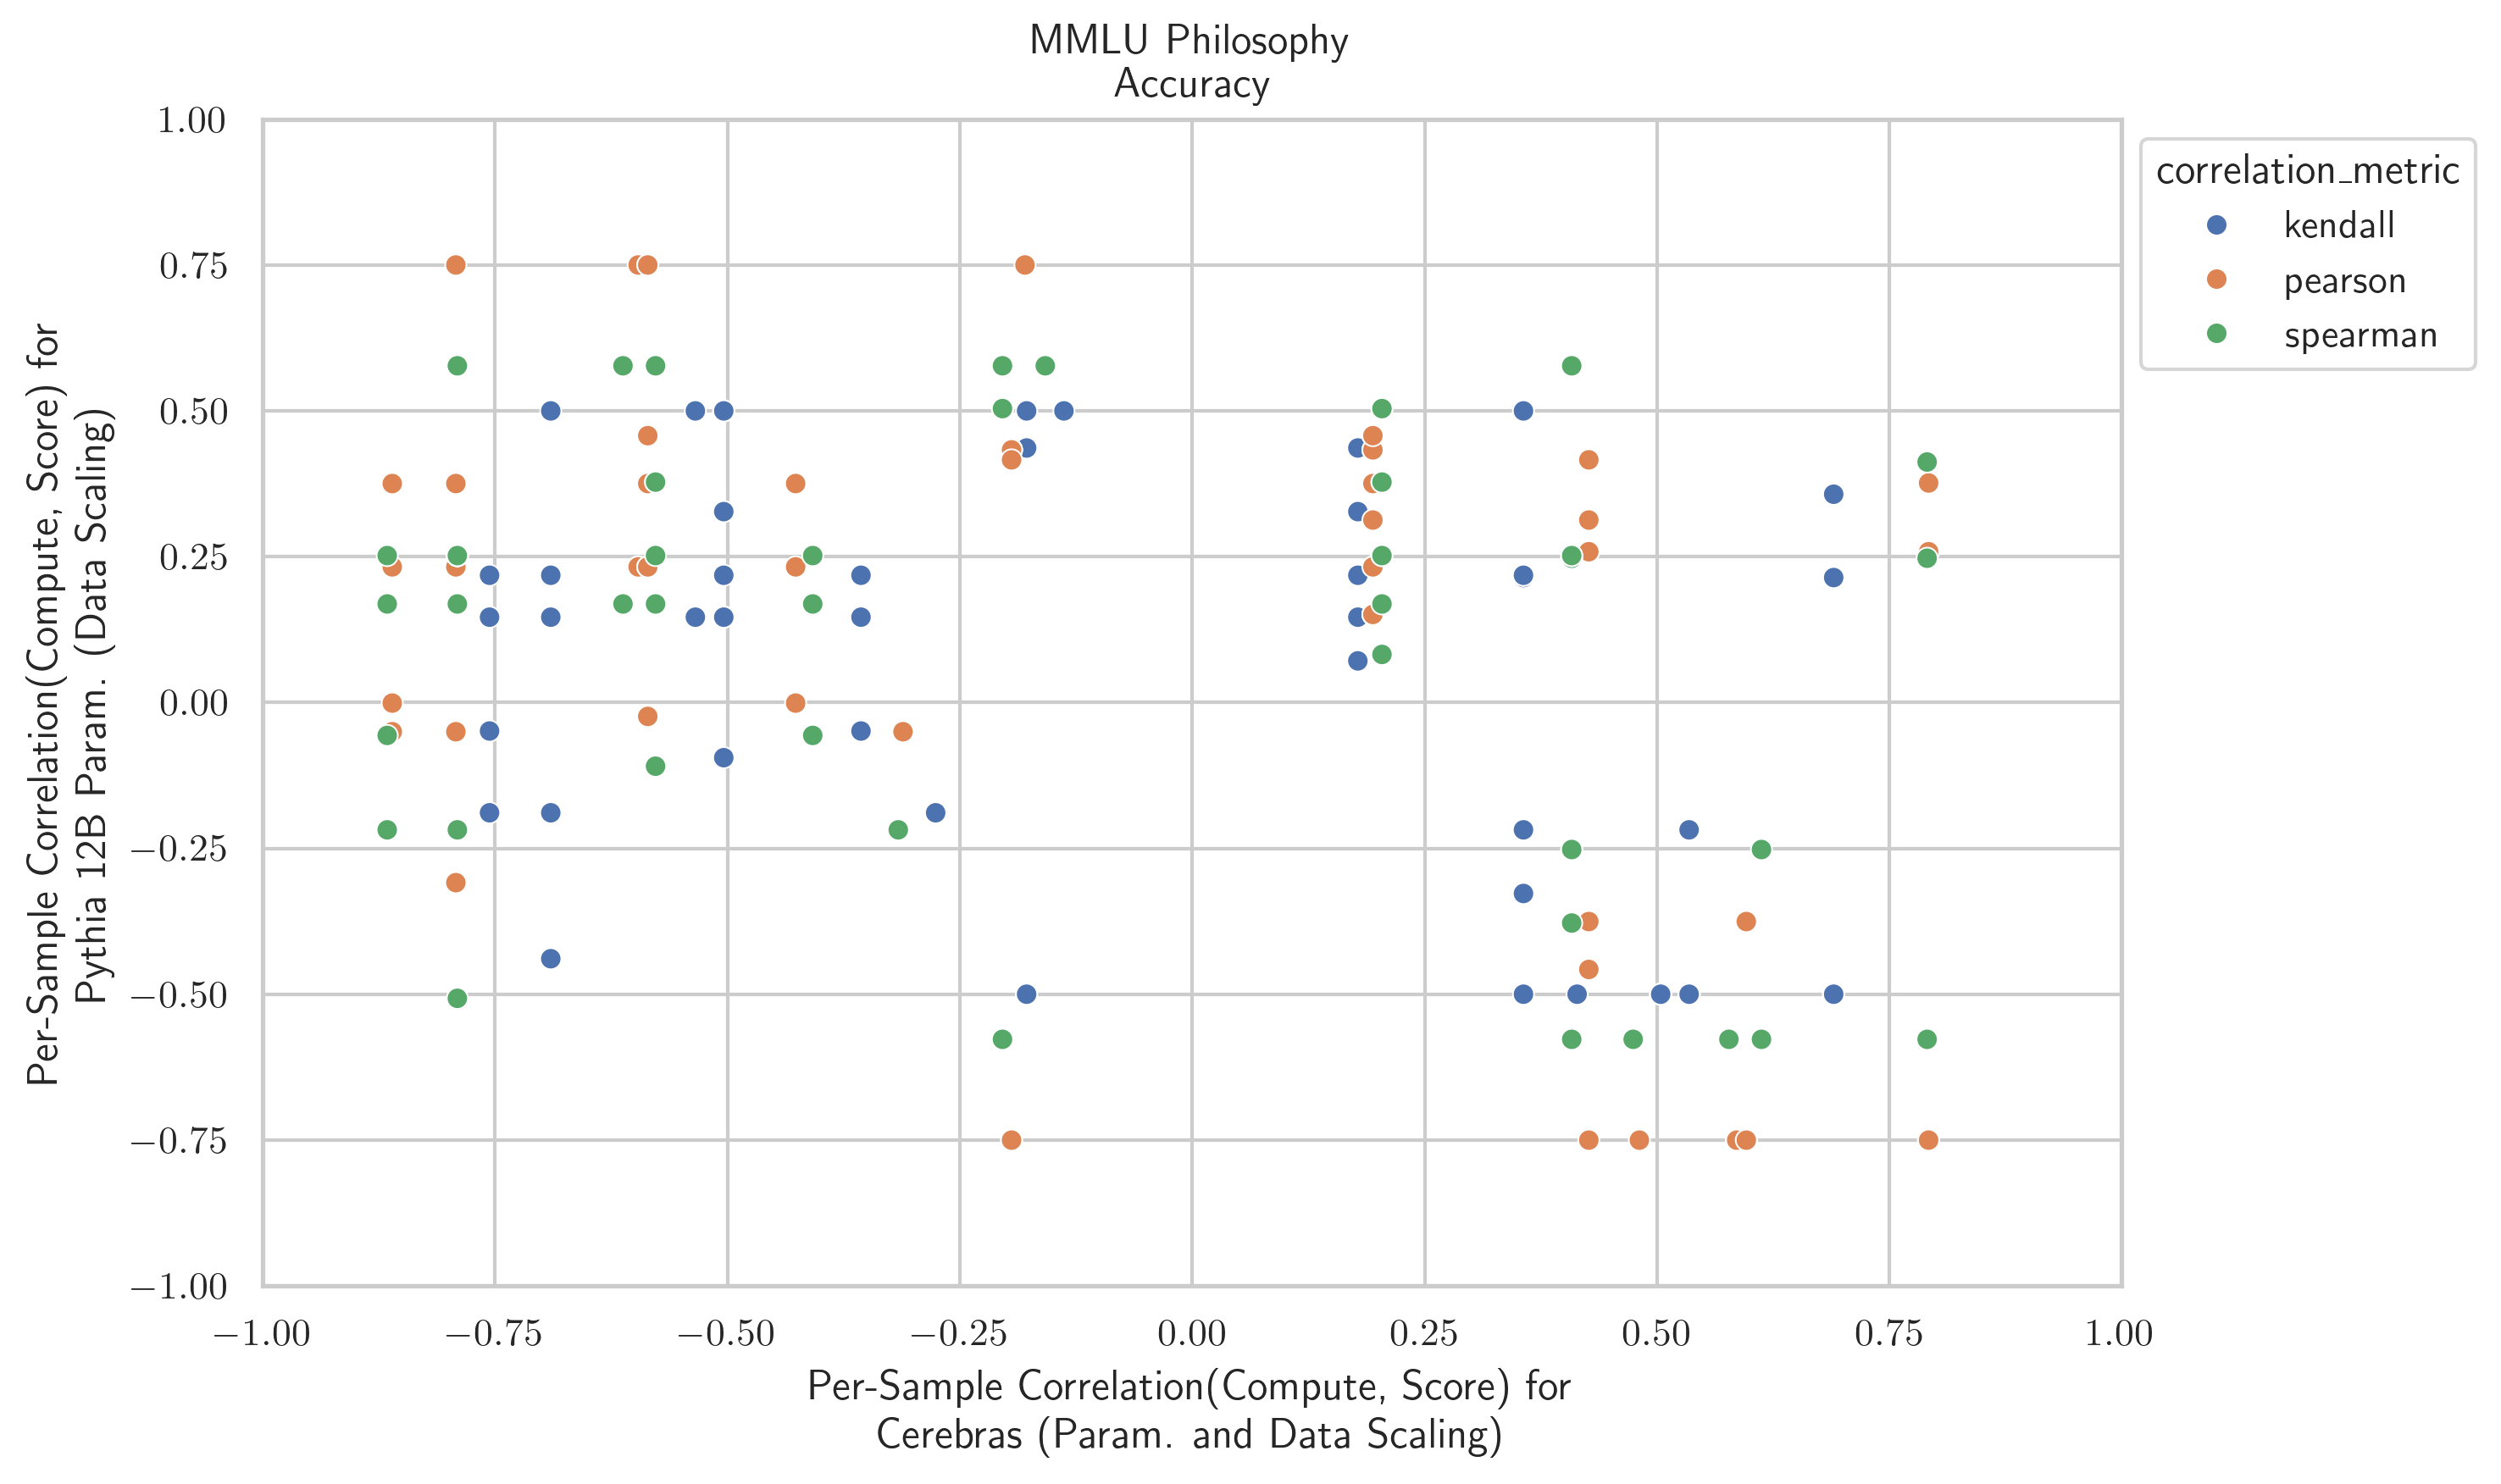 MMLU Philosophy
Accuracy
1.00
0.75
0.50
0.25
0.00
−0.25
−0.50
−0.75
−1.00
Per-Sample Correlation(Compute, Score) for
Pythia 12B Param. (Data Scaling)
−1.00
−0.75
−0.50
−0.25
0.00
0.25
0.50
0.75
1.00
Per-Sample Correlation(Compute, Score) for
Cerebras (Param. and Data Scaling)
correlation_metric
kendall
pearson
spearman